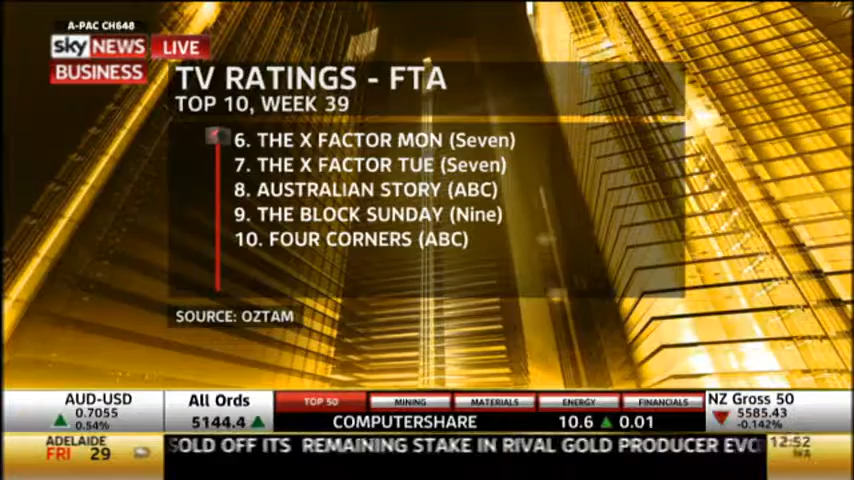 A-PAC CH648
sky NEWS LIVE
BUSINESS
TV RATINGS - FTA
TOP 10, WEEK 39
6. THE X FACTOR MON (Seven)
7. THE X FACTOR TUE (Seven)
8. AUSTRALIAN STORY (ABC)
9. THE BLOCK SUNDAY (Nine)
10. FOUR CORNERS (ABC)
SOURCE: OZTAM
AUD-USD
0.7055
0.54%
All Ords
5144.4
TOP 50 MINING MATERIALS ENERGY FINANCIALS
COMPUTERSHARE 10.6 0.01
NZ Gross 50
5585.43
-0.142%
ADELAIDE
FRI 29
SOLD OFF ITS REMAINING STAKE IN RIVAL GOLD PRODUCER EVO
12:52
WA